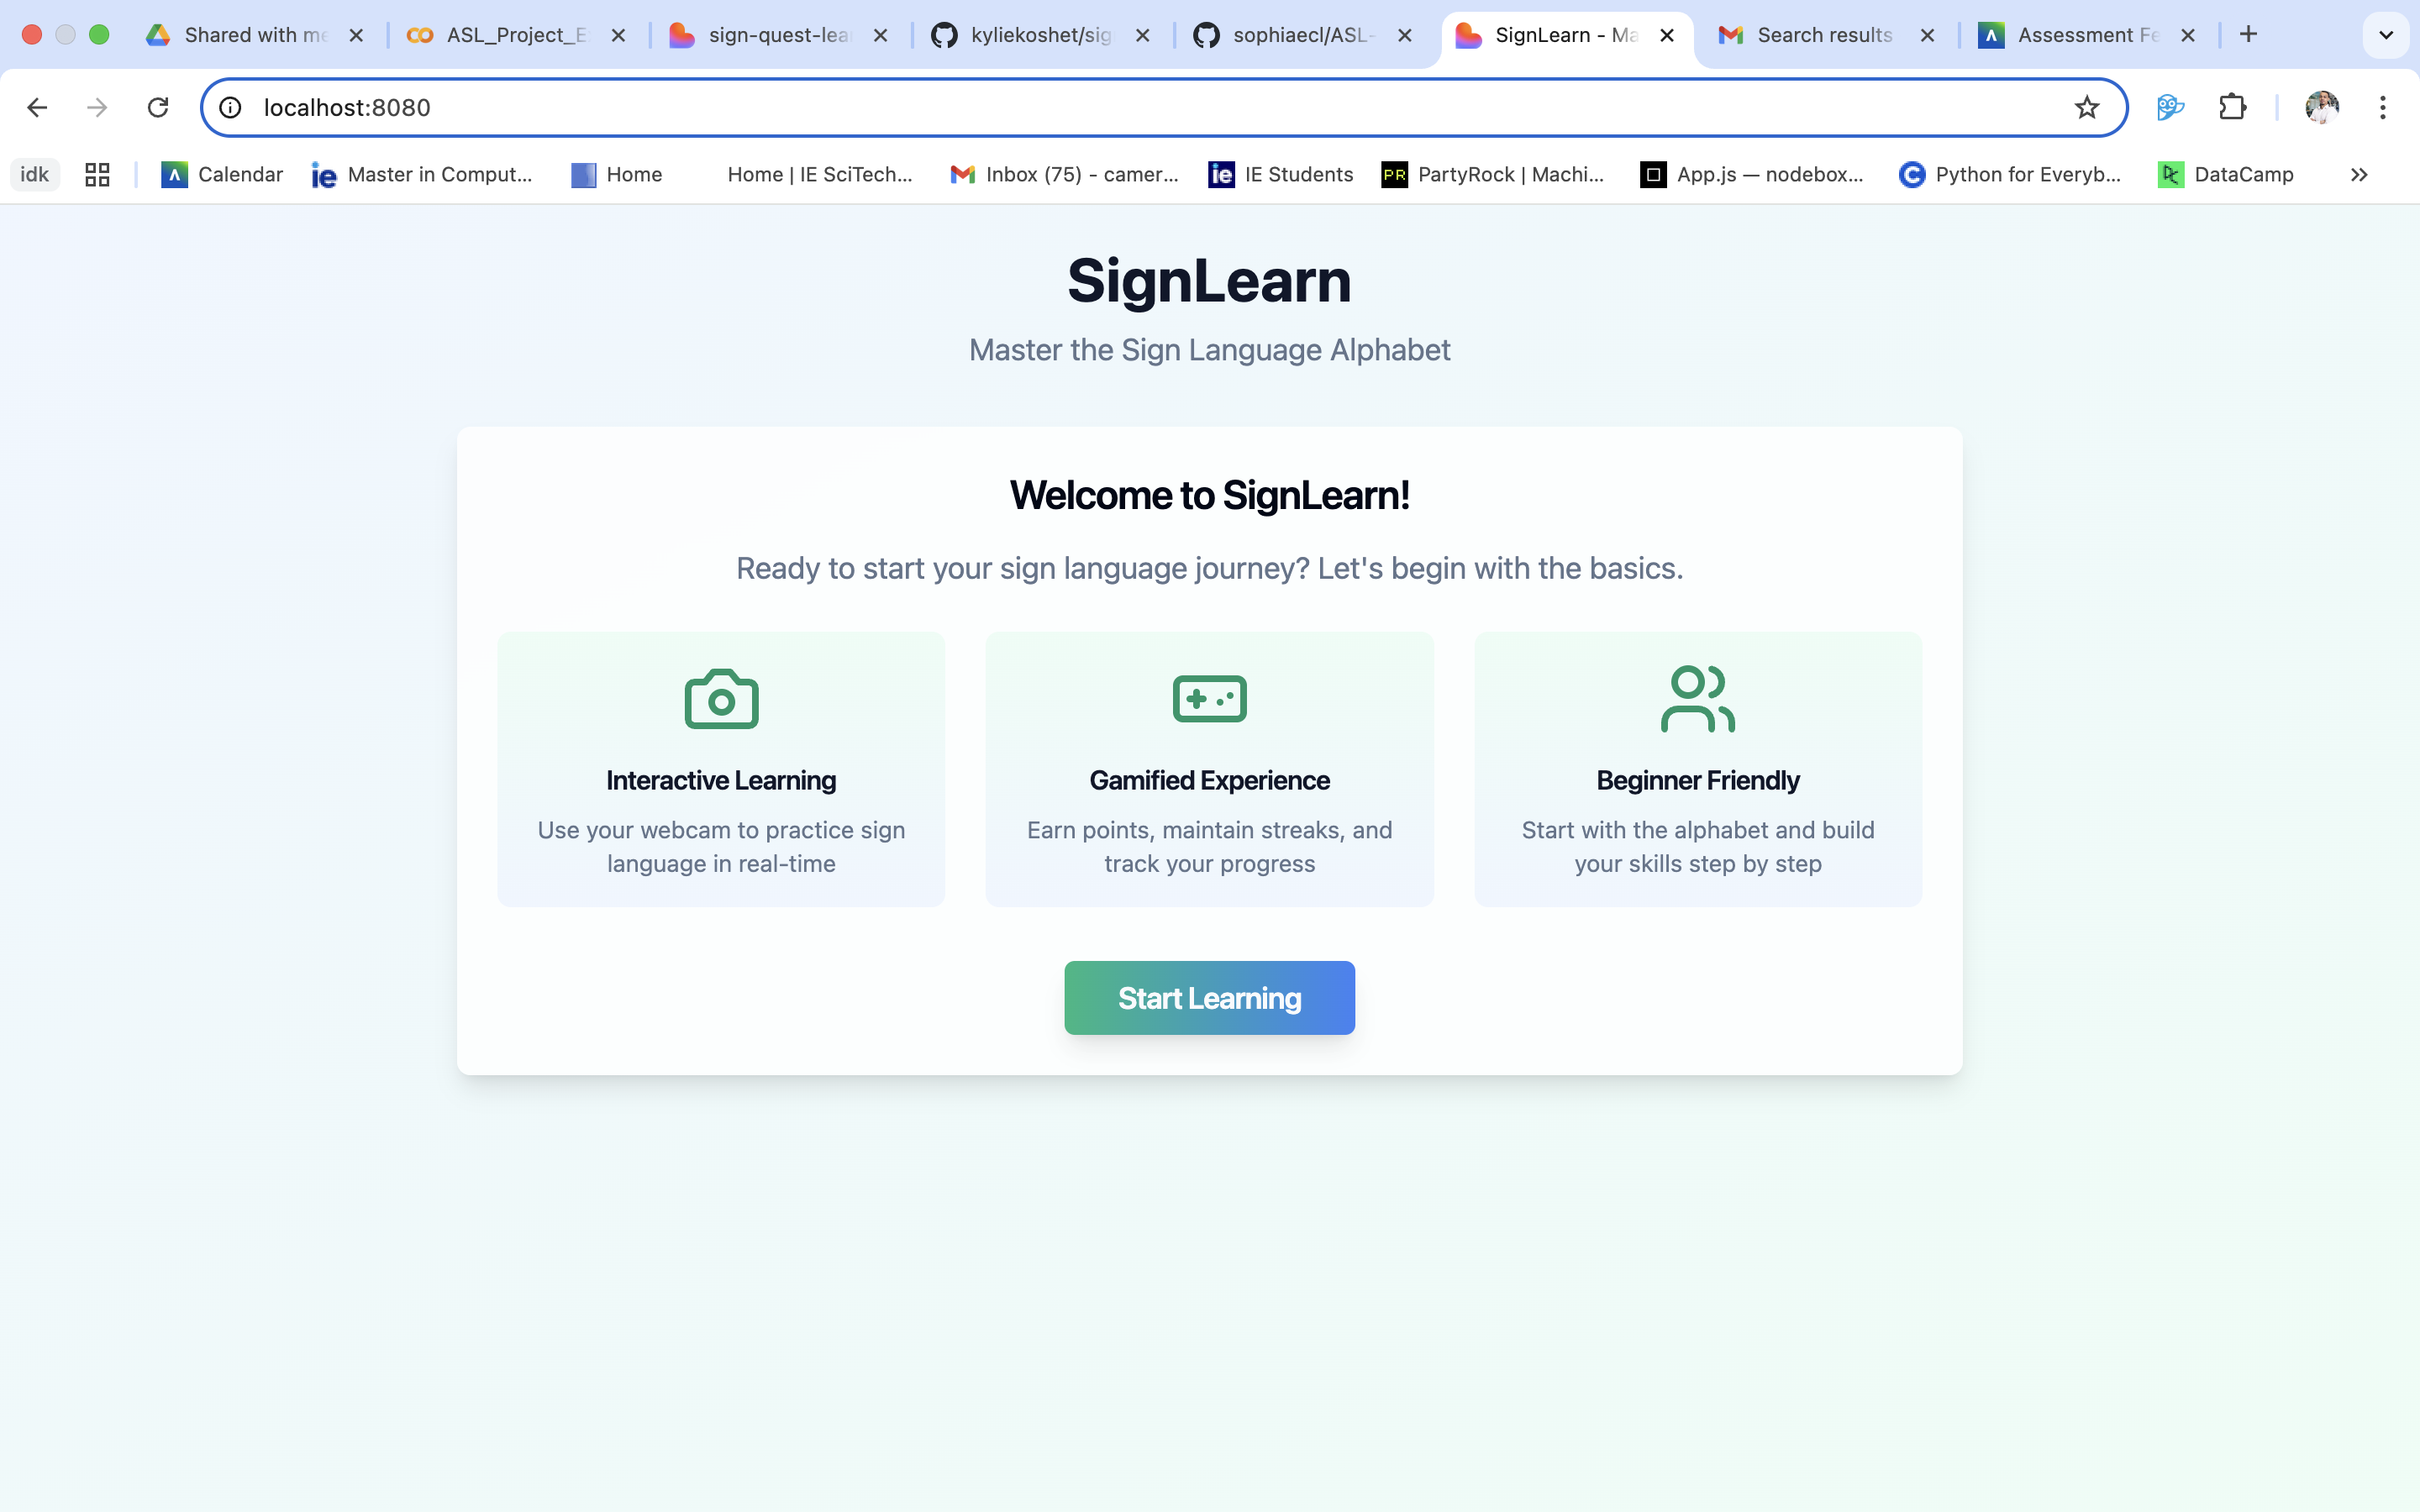 Shared with me
ASL_Project_E
sign-quest-lea
kyliekoshet/sig
sophiaecl/ASL-
SignLearn - Ma
Search results
Assessment Fe
localhost:8080
idk
Calendar
ie
Master in Comput...
Home
Home | IE SciTech...
Inbox (75) - camer...
ie
IE Students
PR
PartyRock | Machi...
App.js — nodebox...
C
Python for Everyb...
DataCamp
SignLearn
Master the Sign Language Alphabet
Welcome to SignLearn!
Ready to start your sign language journey? Let's begin with the basics.
Interactive Learning
Use your webcam to practice sign
language in real-time
Gamified Experience
Earn points, maintain streaks, and
track your progress
Beginner Friendly
Start with the alphabet and build
your skills step by step
Start Learning